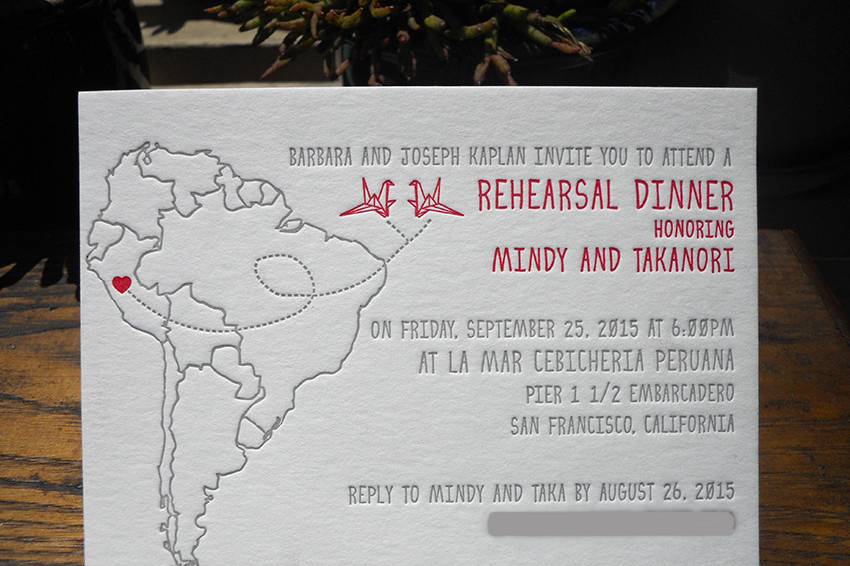 BARBARA AND JOSEPH KAPLAN INVITE YOU TO ATTEND A
REHEARSAL DINNER
HONORING
MINDY AND TAKANORI
ON FRIDAY, SEPTEMBER 25, 2015 AT 6:00PM
AT LA MAR CEBICHERIA PERUANA
PIER 1 1/2 EMBARCADERO
SAN FRANCISCO, CALIFORNIA
REPLY TO MINDY AND TAKA BY AUGUST 26, 2015